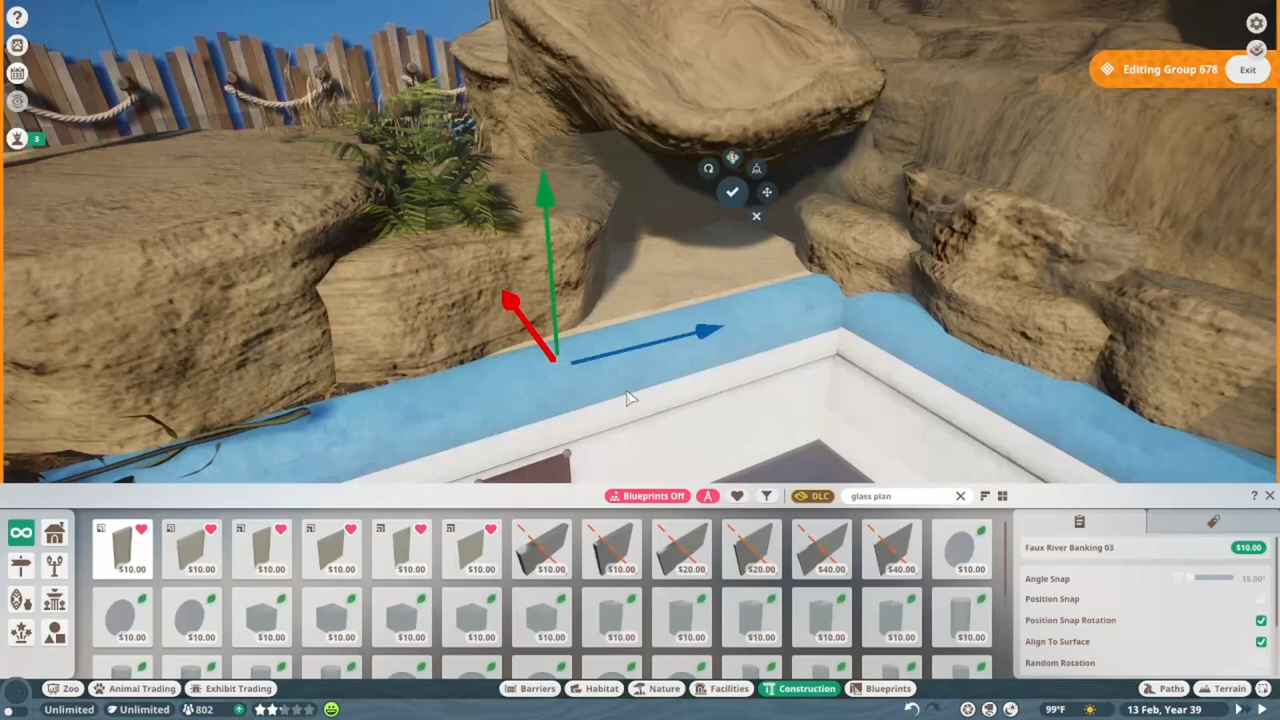 ?
Editing Group 678
Exit
3
Blueprints Off
DLC
glass plan
?
$10.00
$10.00
$10.00
$10.00
$10.00
$10.00
$10.00
$10.00
$20.00
$20.00
$40.00
$40.00
$10.00
Faux River Banking 03
$10.00
Angle Snap
15.00°
Position Snap
Position Snap Rotation
Align To Surface
Random Rotation
$10.00
$10.00
$10.00
$10.00
$10.00
$10.00
$10.00
$10.00
$10.00
$10.00
$10.00
$10.00
$10.00
Zoo
Animal Trading
Exhibit Trading
Barriers
Habitat
Nature
Facilities
Construction
Blueprints
Paths
Terrain
Unlimited
Unlimited
802
99°F
13 Feb, Year 39